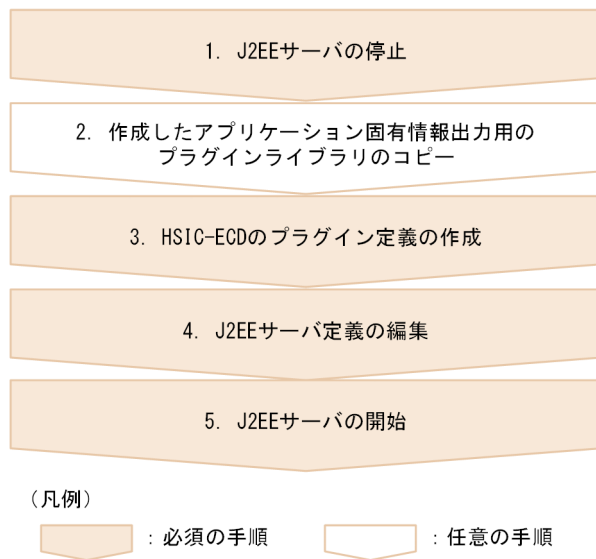 1. J2EEサーバの停止
2. 作成したアプリケーション固有情報出力用の
プラグインライブラリのコピー
3. HSIC-ECDのプラグイン定義の作成
4. J2EEサーバ定義の編集
5. J2EEサーバの開始
（凡例）
：必須の手順 ：任意の手順